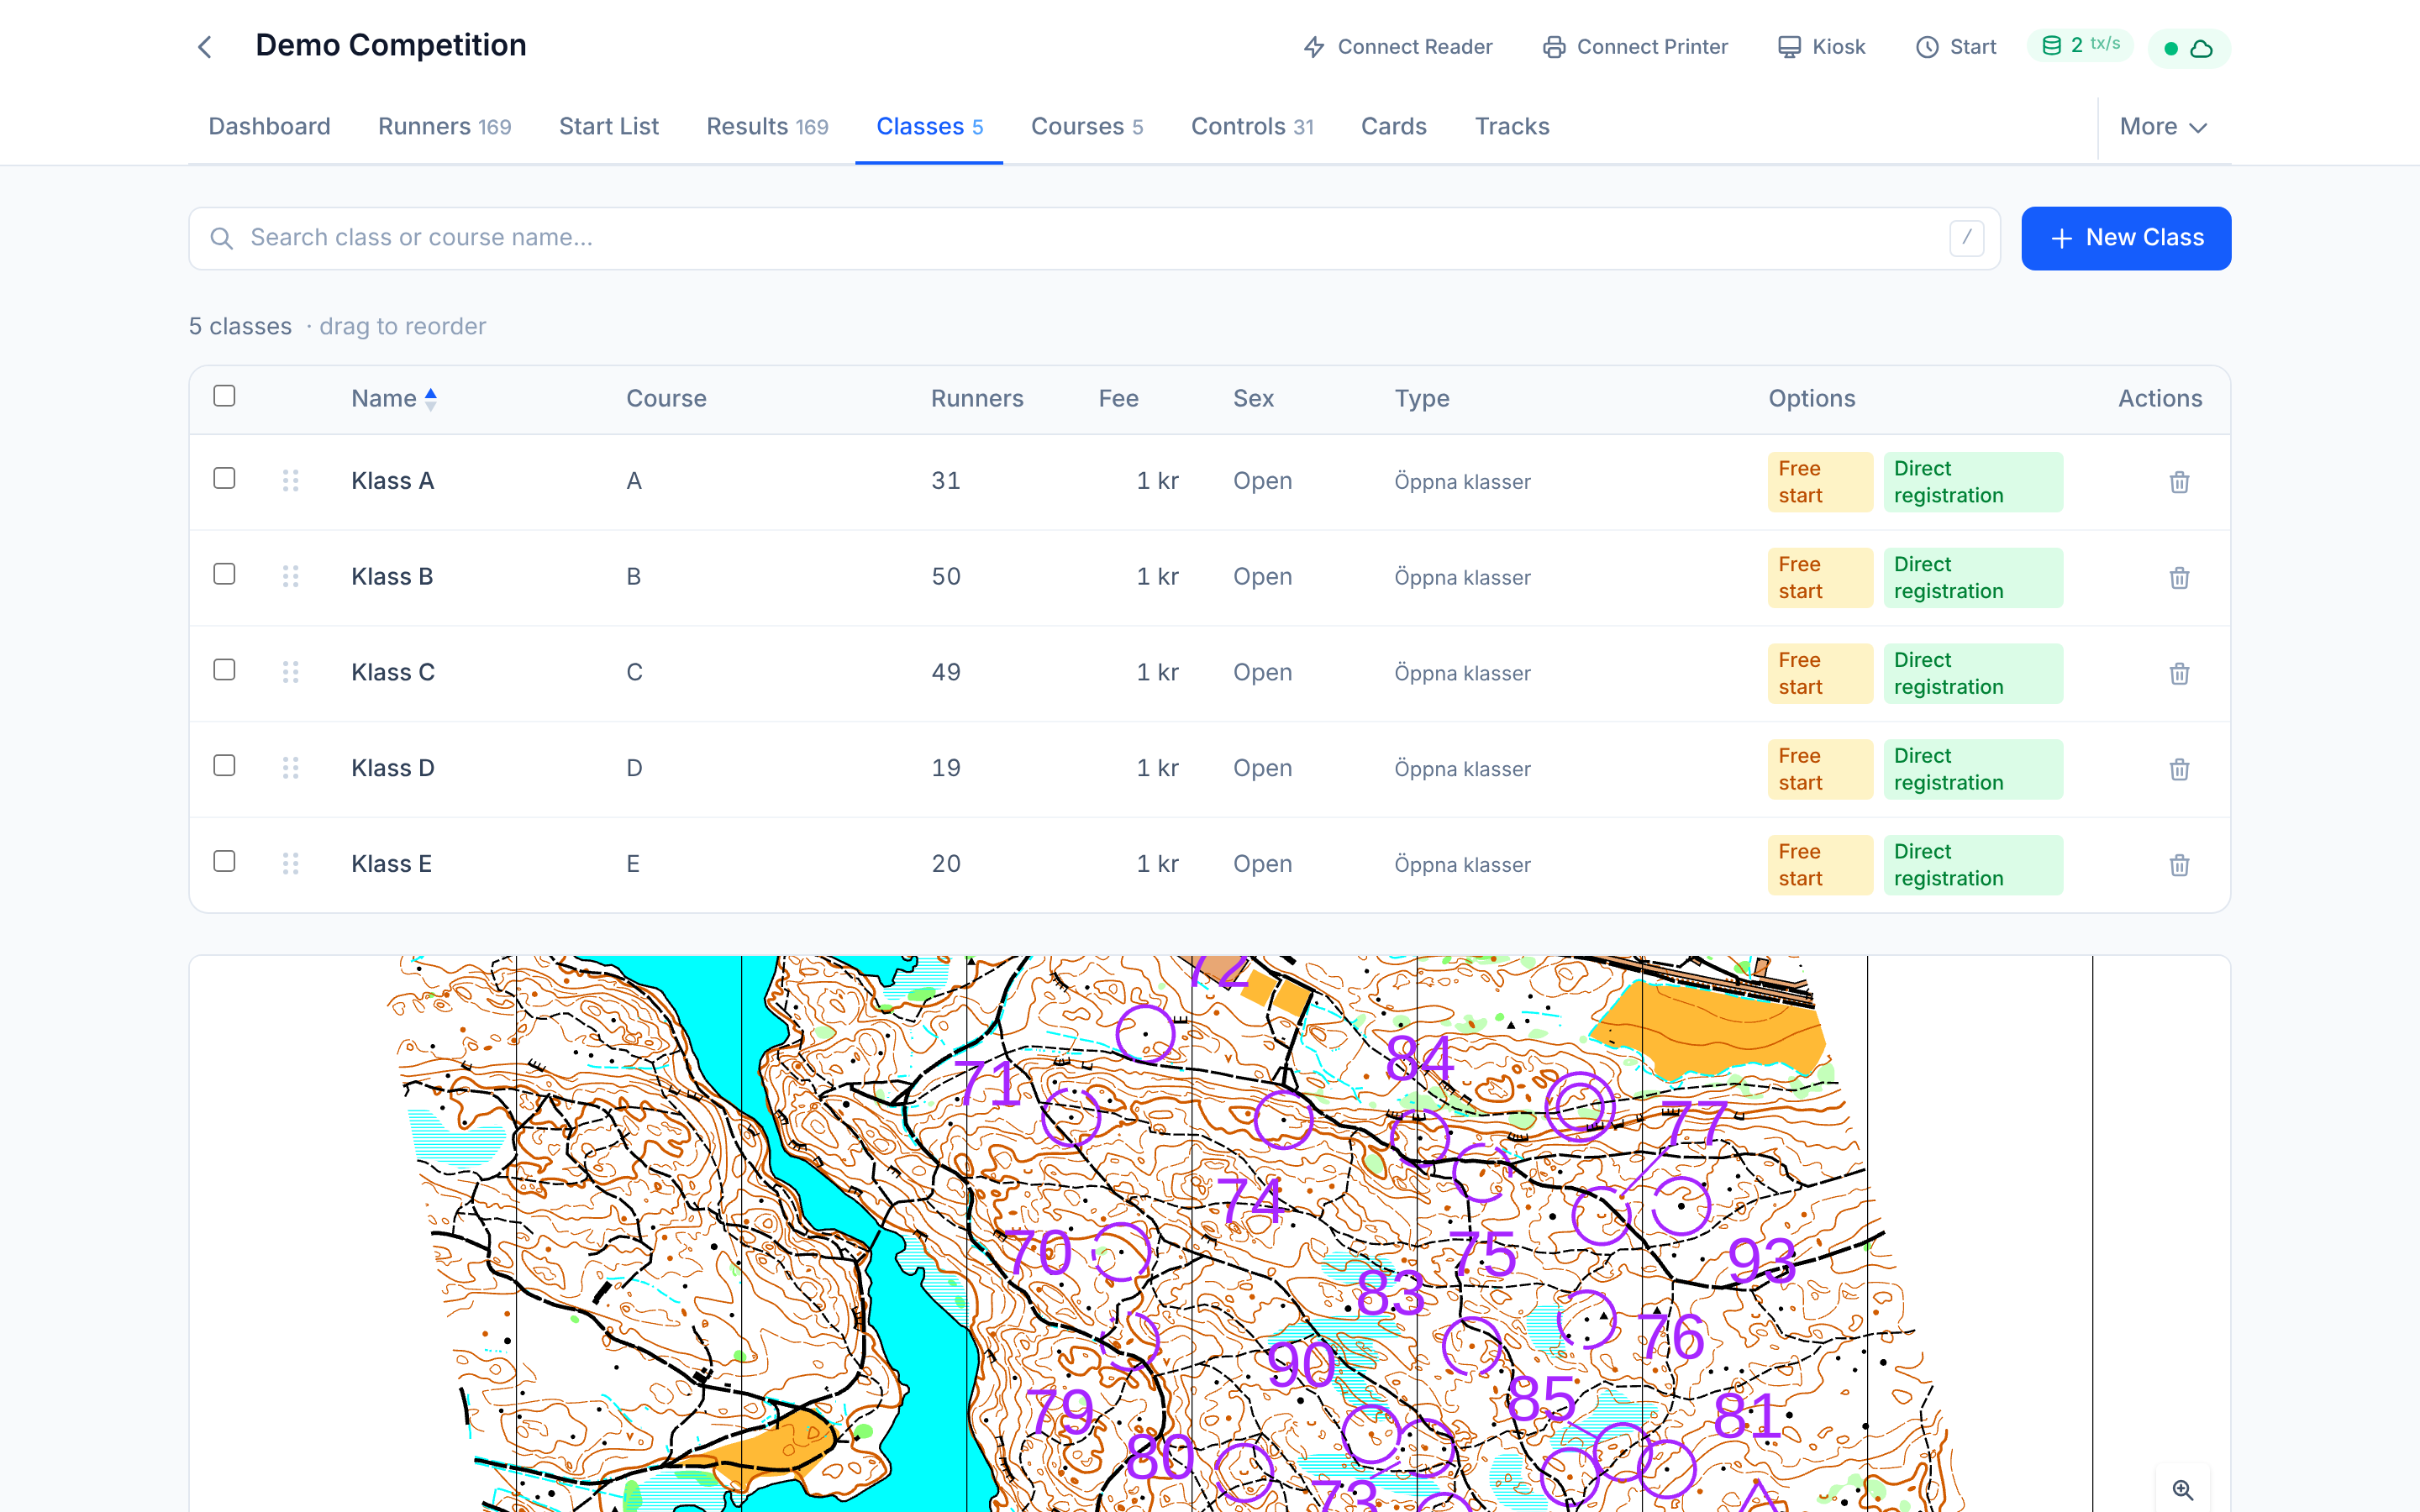 Demo Competition
Connect Reader
Connect Printer
Kiosk
Start
2 tx/s
Dashboard
Runners 169
Start List
Results 169
Classes 5
Courses 5
Controls 31
Cards
Tracks
More
Search class or course name...
/
New Class
5 classes · drag to reorder
Name Course Runners Fee Sex Type Options Actions
Klass A A 31 1 kr Open Öppna klasser Free start Direct registration
Klass B B 50 1 kr Open Öppna klasser Free start Direct registration
Klass C C 49 1 kr Open Öppna klasser Free start Direct registration
Klass D D 19 1 kr Open Öppna klasser Free start Direct registration
Klass E E 20 1 kr Open Öppna klasser Free start Direct registration
72
84
71
77
74
70
75
93
83
76
90
85
79
81
80
73